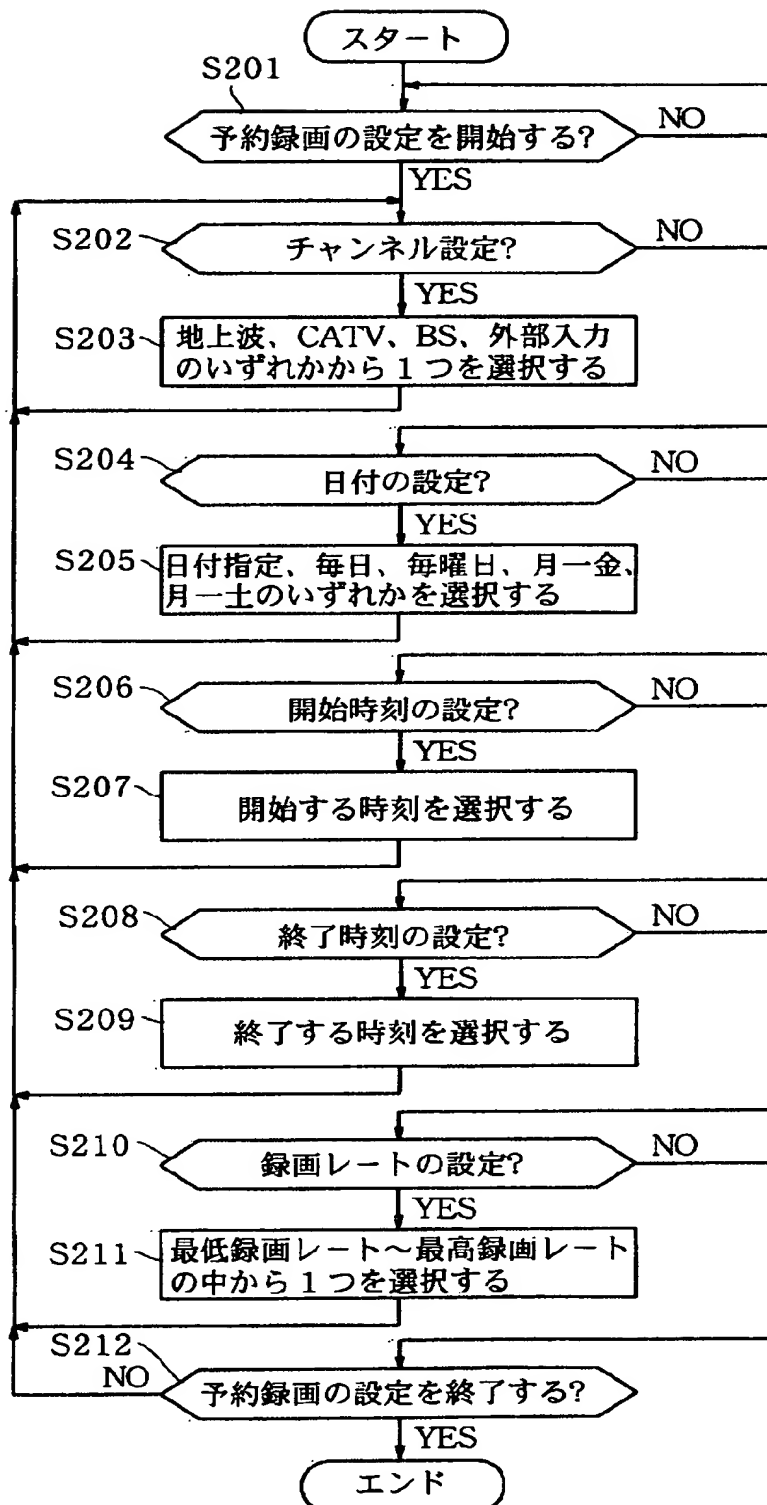 スタート
S201
予約録画の設定を開始する?
NO
YES
S202
チャンネル設定?
NO
YES
S203
地上波、CATV、BS、外部入力
のいずれかから1つを選択する
S204
日付の設定?
NO
YES
S205
日付指定、毎日、毎曜日、月ー金、
月ー土のいずれかを選択する
S206
開始時刻の設定?
NO
YES
S207
開始する時刻を選択する
S208
終了時刻の設定?
NO
YES
S209
終了する時刻を選択する
S210
録画レートの設定?
NO
YES
S211
最低録画レート~最高録画レート
の中から1つを選択する
S212
NO
予約録画の設定を終了する?
YES
エンド